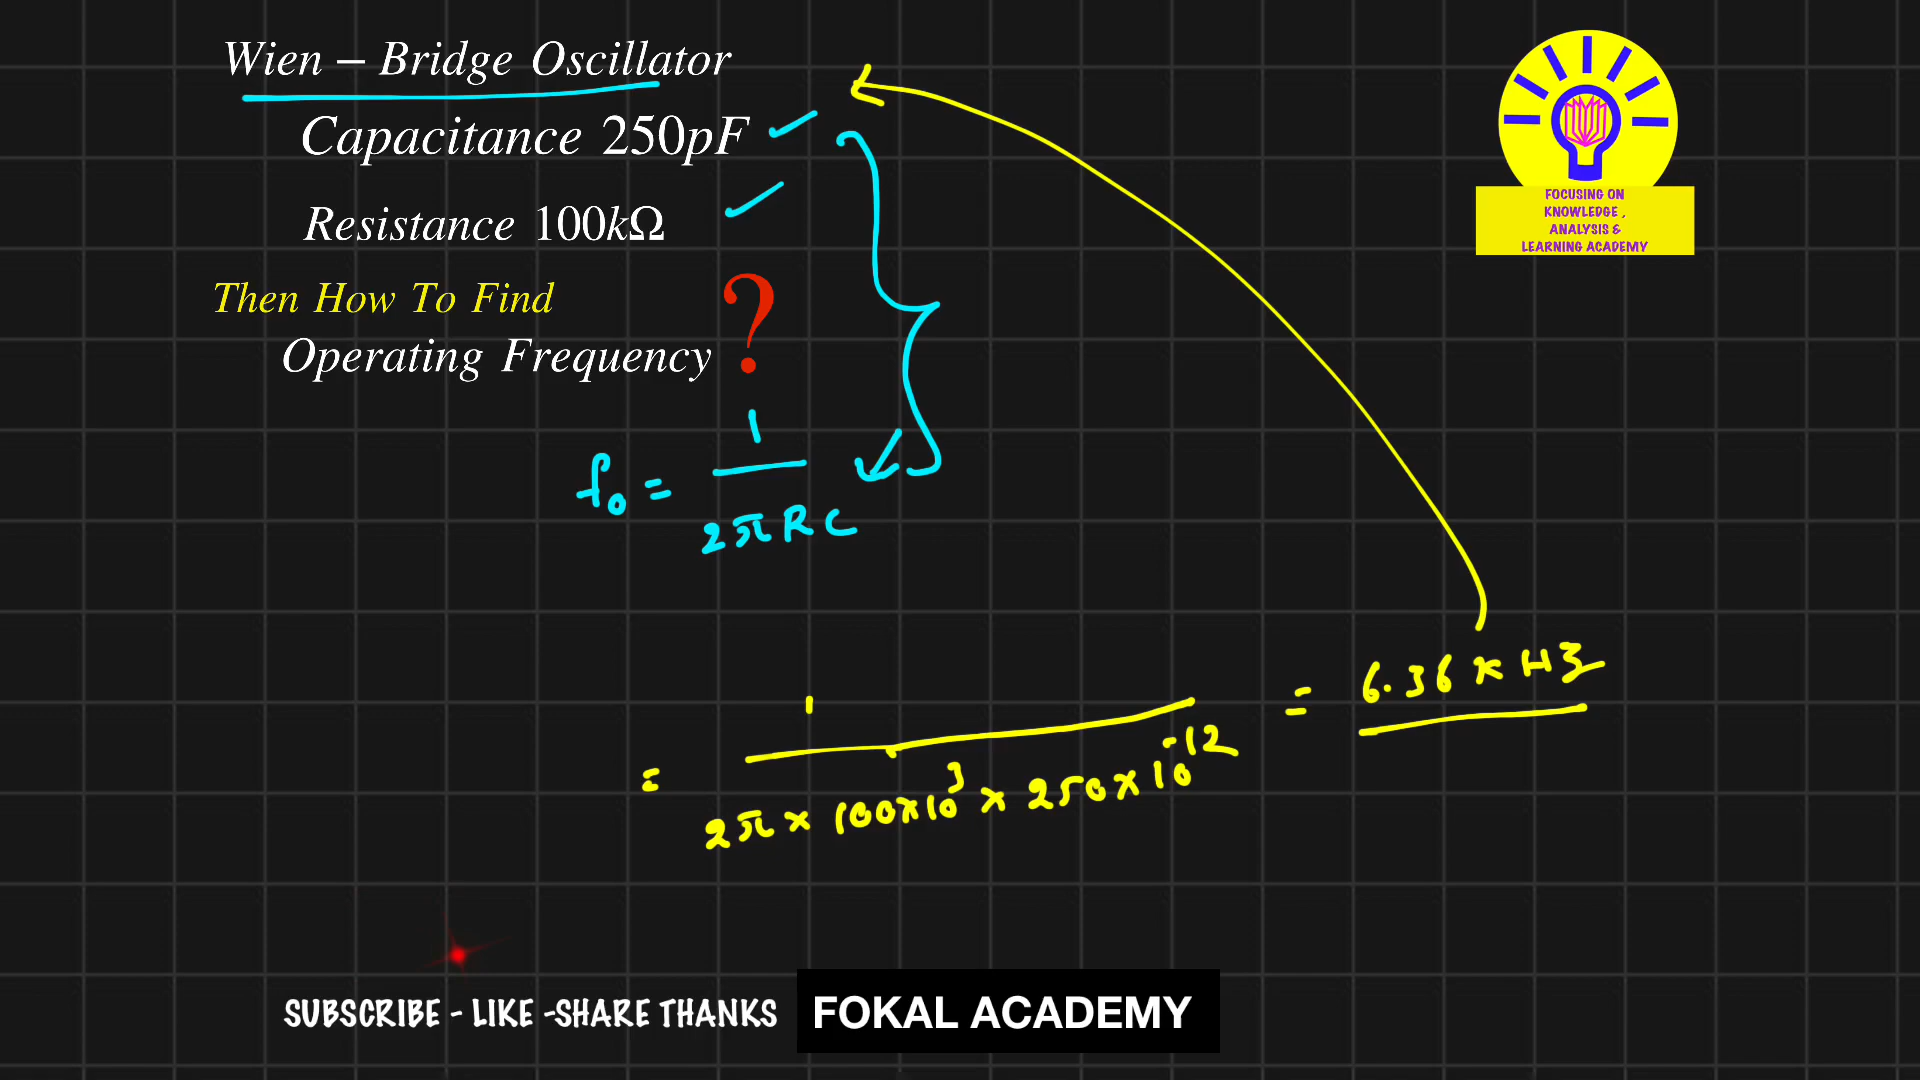 Wien – Bridge Oscillator
Capacitance 250pF
Resistance 100kΩ
Then How To Find
Operating Frequency ?
f₀ = 1 / 2πRC
= 1 / 2π × 100×10³ × 250×10⁻¹² = 6.36 KHz
FOCUSING ON
KNOWLEDGE ,
ANALYSIS &
LEARNING ACADEMY
SUBSCRIBE - LIKE -SHARE THANKS
FOKAL ACADEMY